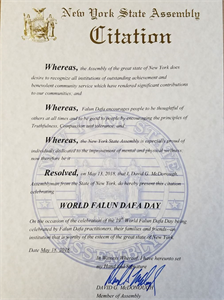 New York State Assembly
Citation
Whereas, the Assembly of the great state of New York does
desire to recognize all institutions of outstanding achievement and
benevolent community service which have rendered significant contributions
to our communities; and
Whereas, Falun Dafa encourages people to be thoughtful of
others at all times and to be good to people by encouraging the principles of
Truthfulness, Compassion and tolerance; and
Whereas, the New York State Assembly is especially proud of
individuals dedicated to the improvement of mental and physical wellness
now therefore be it
Resolved, on May 13, 2019, that I, David G. McDonough,
Assemblyman from the State of New York, do hereby present this citation
celebrating
WORLD FALUN DAFA DAY
On the occasion of the celebration of the World Falun Dafa Day being
celebrated by Falun Dafa practitioners, their families and friends- an
institution that is worthy of the esteem of the great state of New York.
Date May
In Witness Whereof, I have hereunto set
DAVID G. McDONOUGH
Member of Assembly